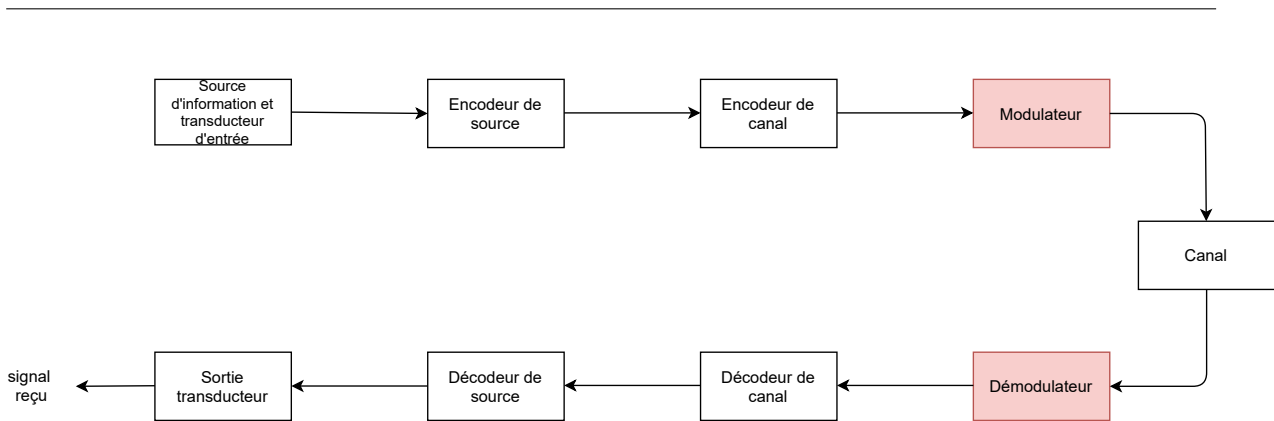 Source
d'information et
transducteur
d'entrée
Encodeur de
source
Encodeur de
canal
Modulateur
Canal
Démodulateur
Décodeur de
canal
Décodeur de
source
Sortie
transducteur
signal
reçu